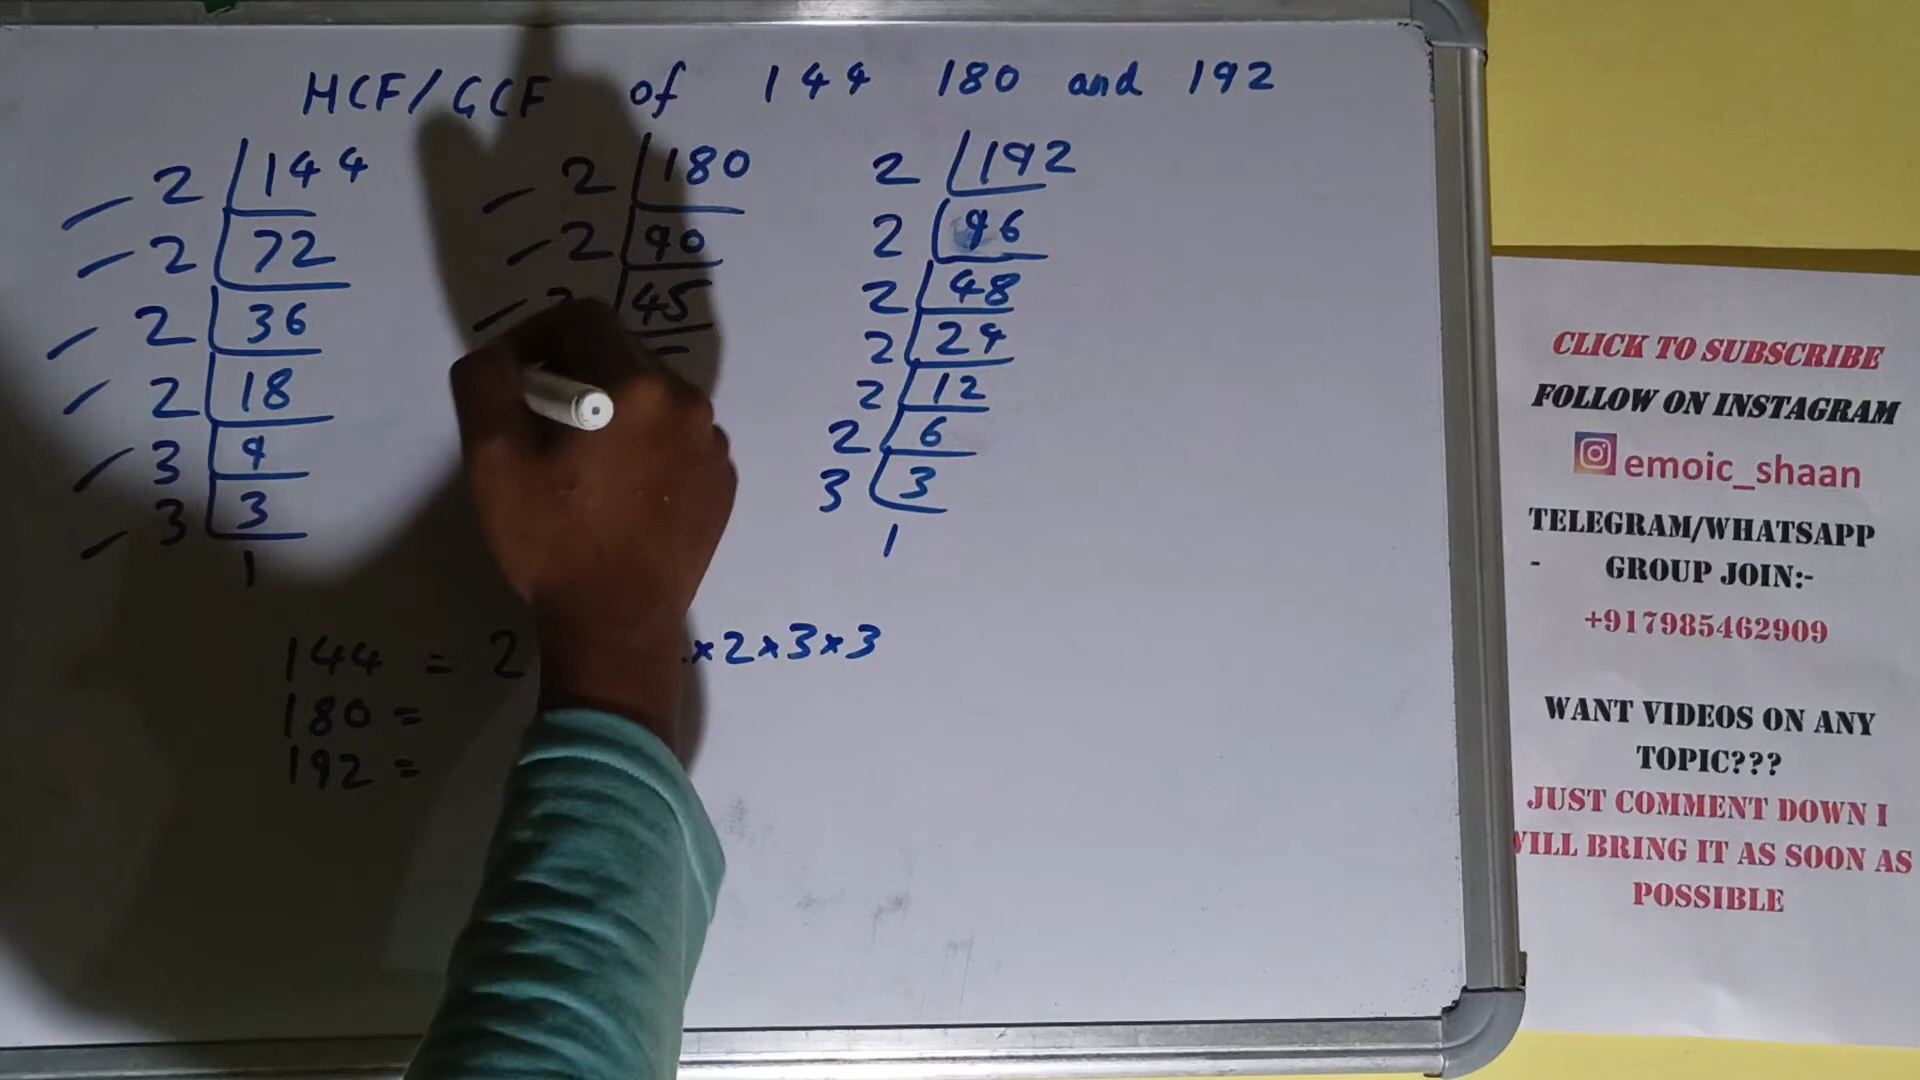 HCF/GCF of 144 180 and 192
2 144
2 72
2 36
2 18
3 9
3 3
1
2 180
2 90
45
2 192
2 96
2 48
2 24
2 12
2 6
3 3
1
144 = 2 ×2×3×3
180 =
192 =
CLICK TO SUBSCRIBE
FOLLOW ON INSTAGRAM
emoic_shaan
TELEGRAM/WHATSAPP
- GROUP JOIN:-
+917985462909
WANT VIDEOS ON ANY
TOPIC???
JUST COMMENT DOWN I
WILL BRING IT AS SOON AS
POSSIBLE